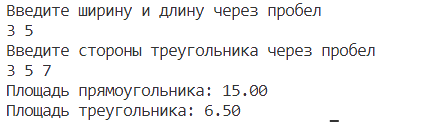 Введите ширину и длину через пробел
3 5
Введите стороны треугольника через пробел
3 5 7
Площадь прямоугольника: 15.00
Площадь треугольника: 6.50